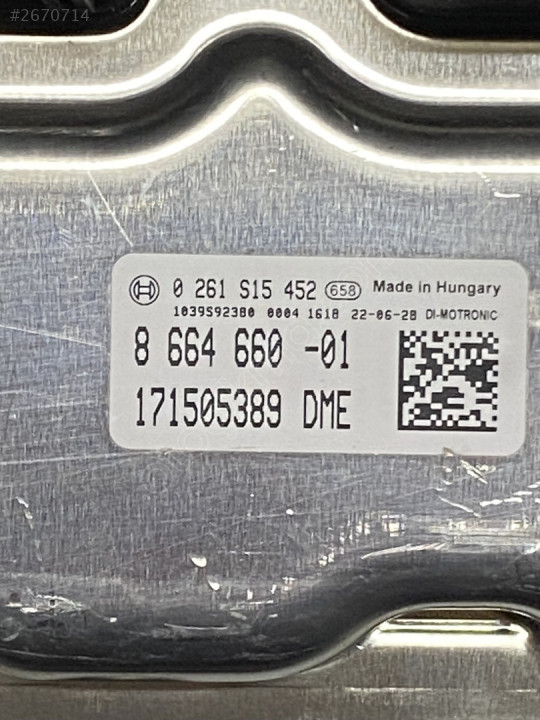 #2670714
0 261 S15 452 658 Made in Hungary
1039S92380 0004 1618 22-06-28 DI-MOTRONIC
8 664 660 -01
171505389 DME